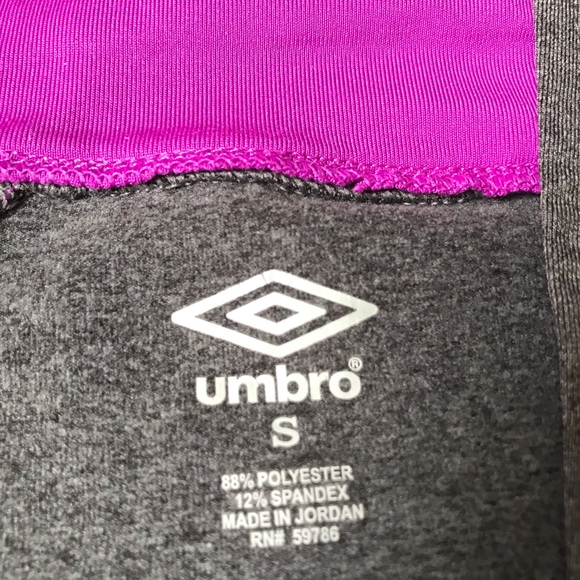 umbro®
S
88% POLYESTER
12% SPANDEX
MADE IN JORDAN
RN# 59786